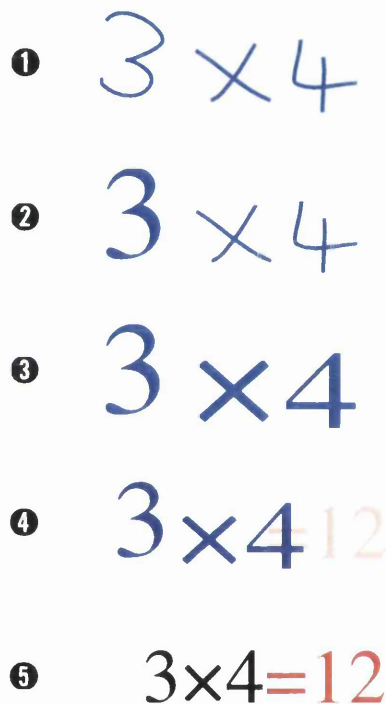 ❶ 3 × 4
❷ 3 × 4
❸ 3 × 4
❹ 3 × 4 = 12
❺ 3×4=12